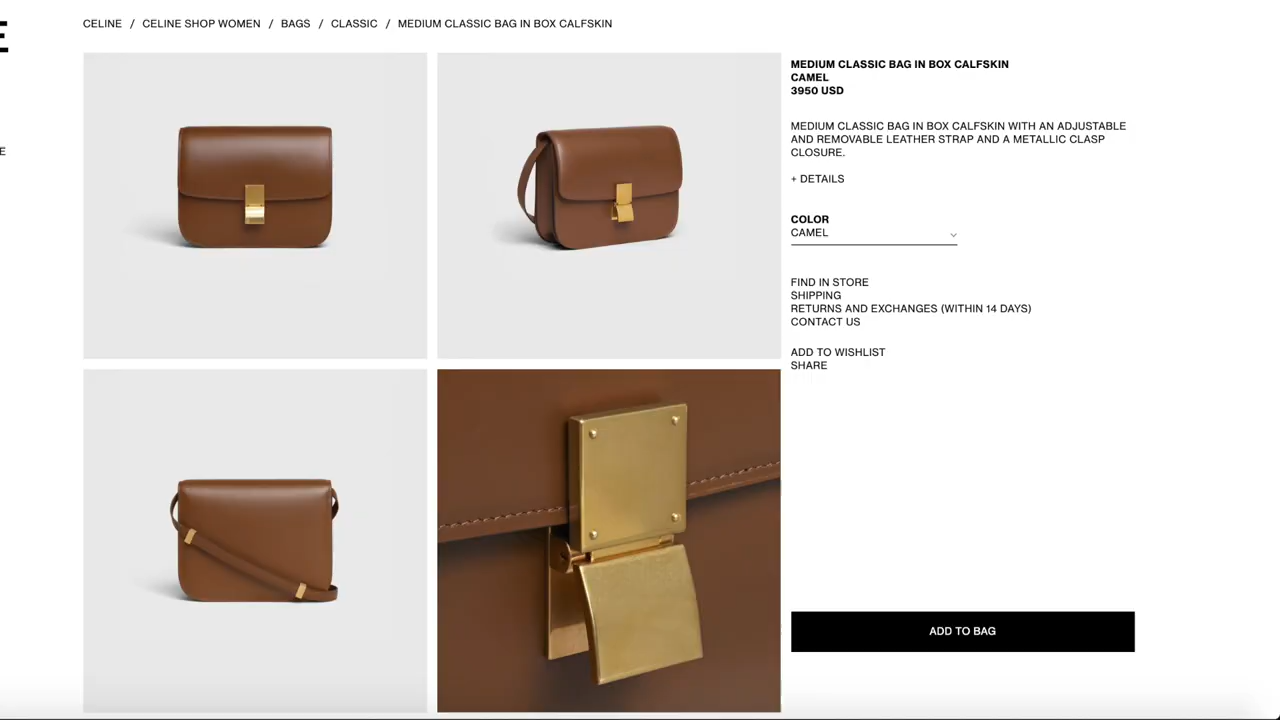 E
CELINE / CELINE SHOP WOMEN / BAGS / CLASSIC / MEDIUM CLASSIC BAG IN BOX CALFSKIN
E
MEDIUM CLASSIC BAG IN BOX CALFSKIN
CAMEL
3950 USD
MEDIUM CLASSIC BAG IN BOX CALFSKIN WITH AN ADJUSTABLE
AND REMOVABLE LEATHER STRAP AND A METALLIC CLASP
CLOSURE.
+ DETAILS
COLOR
CAMEL
FIND IN STORE
SHIPPING
RETURNS AND EXCHANGES (WITHIN 14 DAYS)
CONTACT US
ADD TO WISHLIST
SHARE
ADD TO BAG